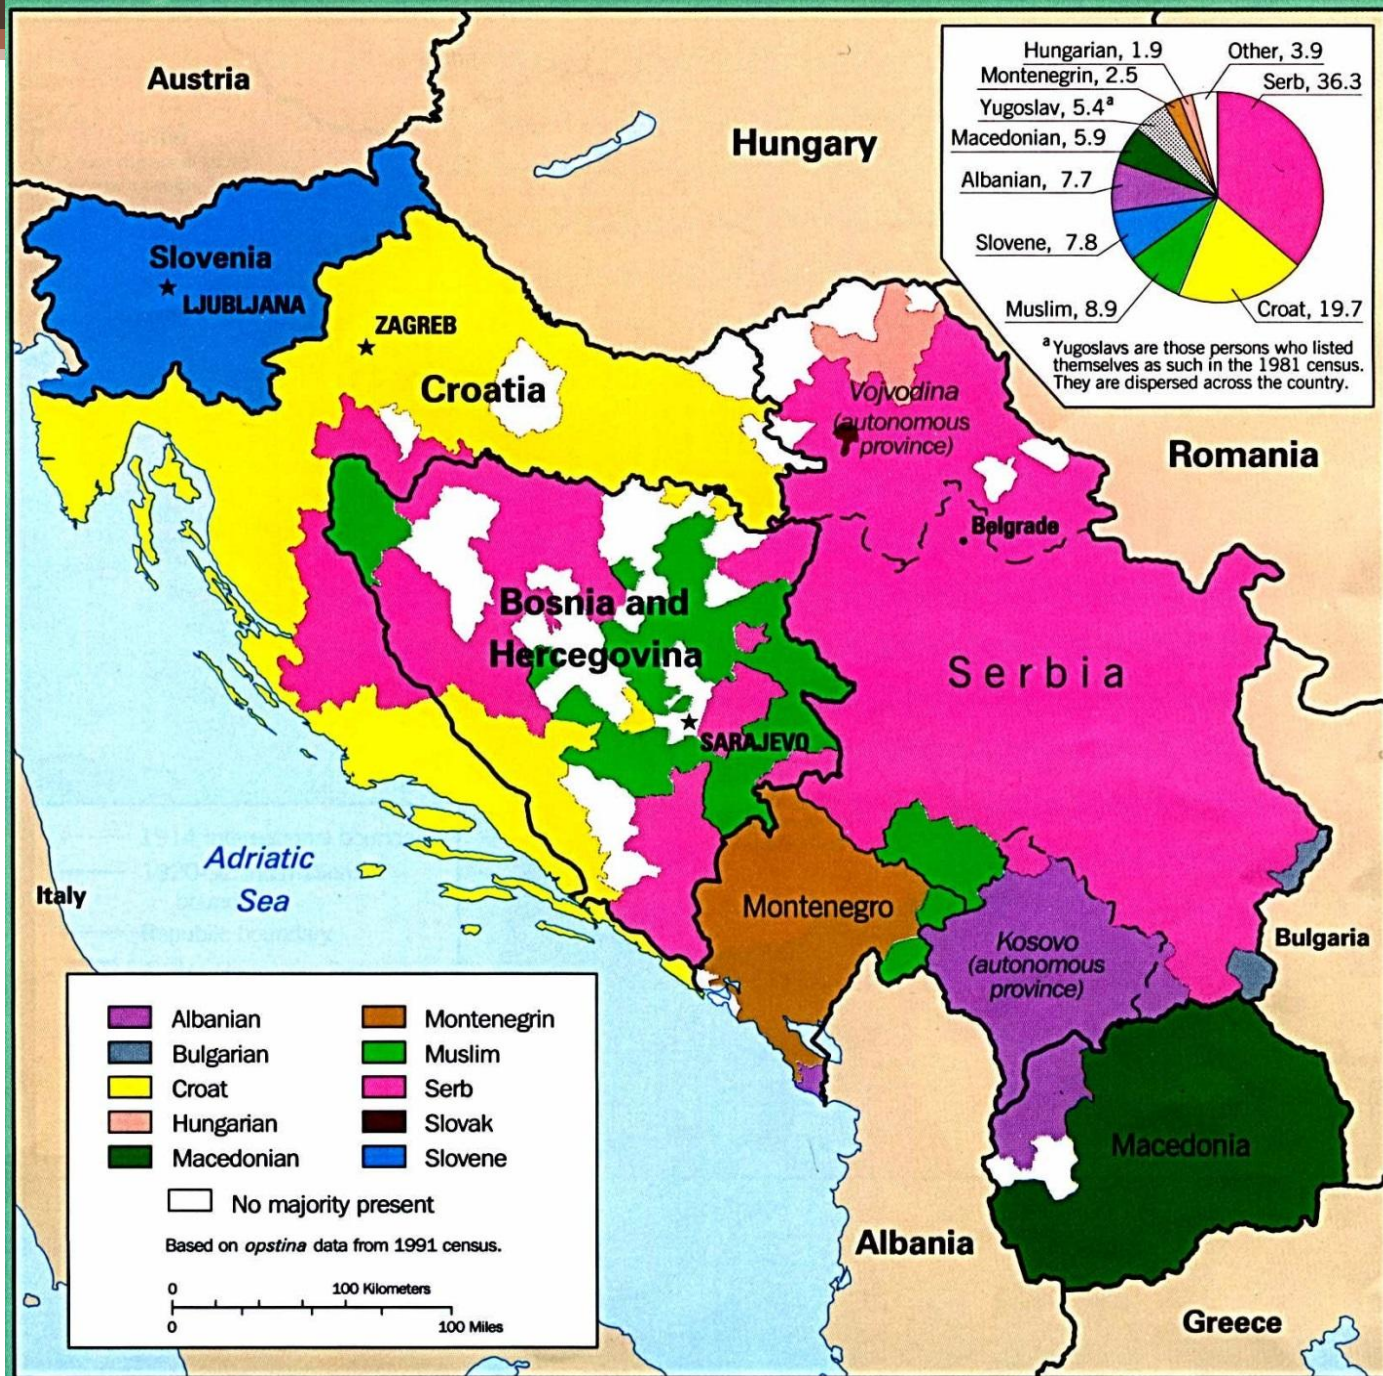 Austria
Hungary
Hungarian, 1.9
Other, 3.9
Montenegrin, 2.5
Serb, 36.3
Yugoslav, 5.4a
Macedonian, 5.9
Albanian, 7.7
Slovene, 7.8
Muslim, 8.9
Croat, 19.7
a Yugoslavs are those persons who listed
themselves as such in the 1981 census.
They are dispersed across the country.
Slovenia
LJUBLJANA
ZAGREB
Croatia
Vojvodina
(autonomous
province)
Romania
Belgrade
Bosnia and
Hercegovina
Serbia
SARAJEVO
Adriatic
Sea
Italy
Montenegro
Kosovo
(autonomous
province)
Bulgaria
Macedonia
Albania
Greece
Albanian
Bulgarian
Croat
Hungarian
Macedonian
Montenegrin
Muslim
Serb
Slovak
Slovene
No majority present
Based on opstina data from 1991 census.
0 100 Kilometers
0 100 Miles